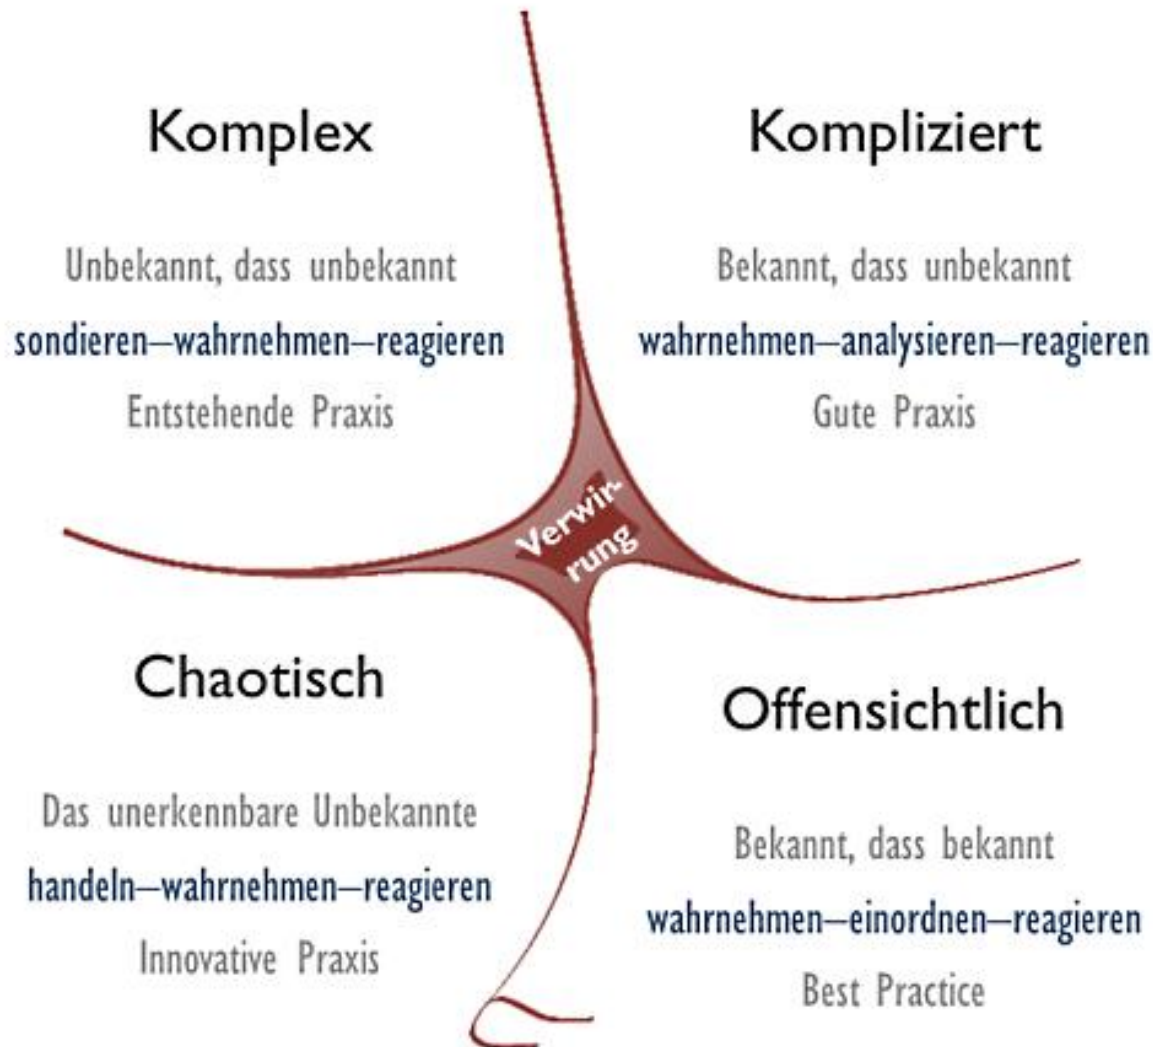 Komplex
Unbekannt, dass unbekannt
sondieren–wahrnehmen–reagieren
Entstehende Praxis
Kompliziert
Bekannt, dass unbekannt
wahrnehmen–analysieren–reagieren
Gute Praxis
Verwir-
rung
Chaotisch
Das unerkennbare Unbekannte
handeln–wahrnehmen–reagieren
Innovative Praxis
Offensichtlich
Bekannt, dass bekannt
wahrnehmen–einordnen–reagieren
Best Practice